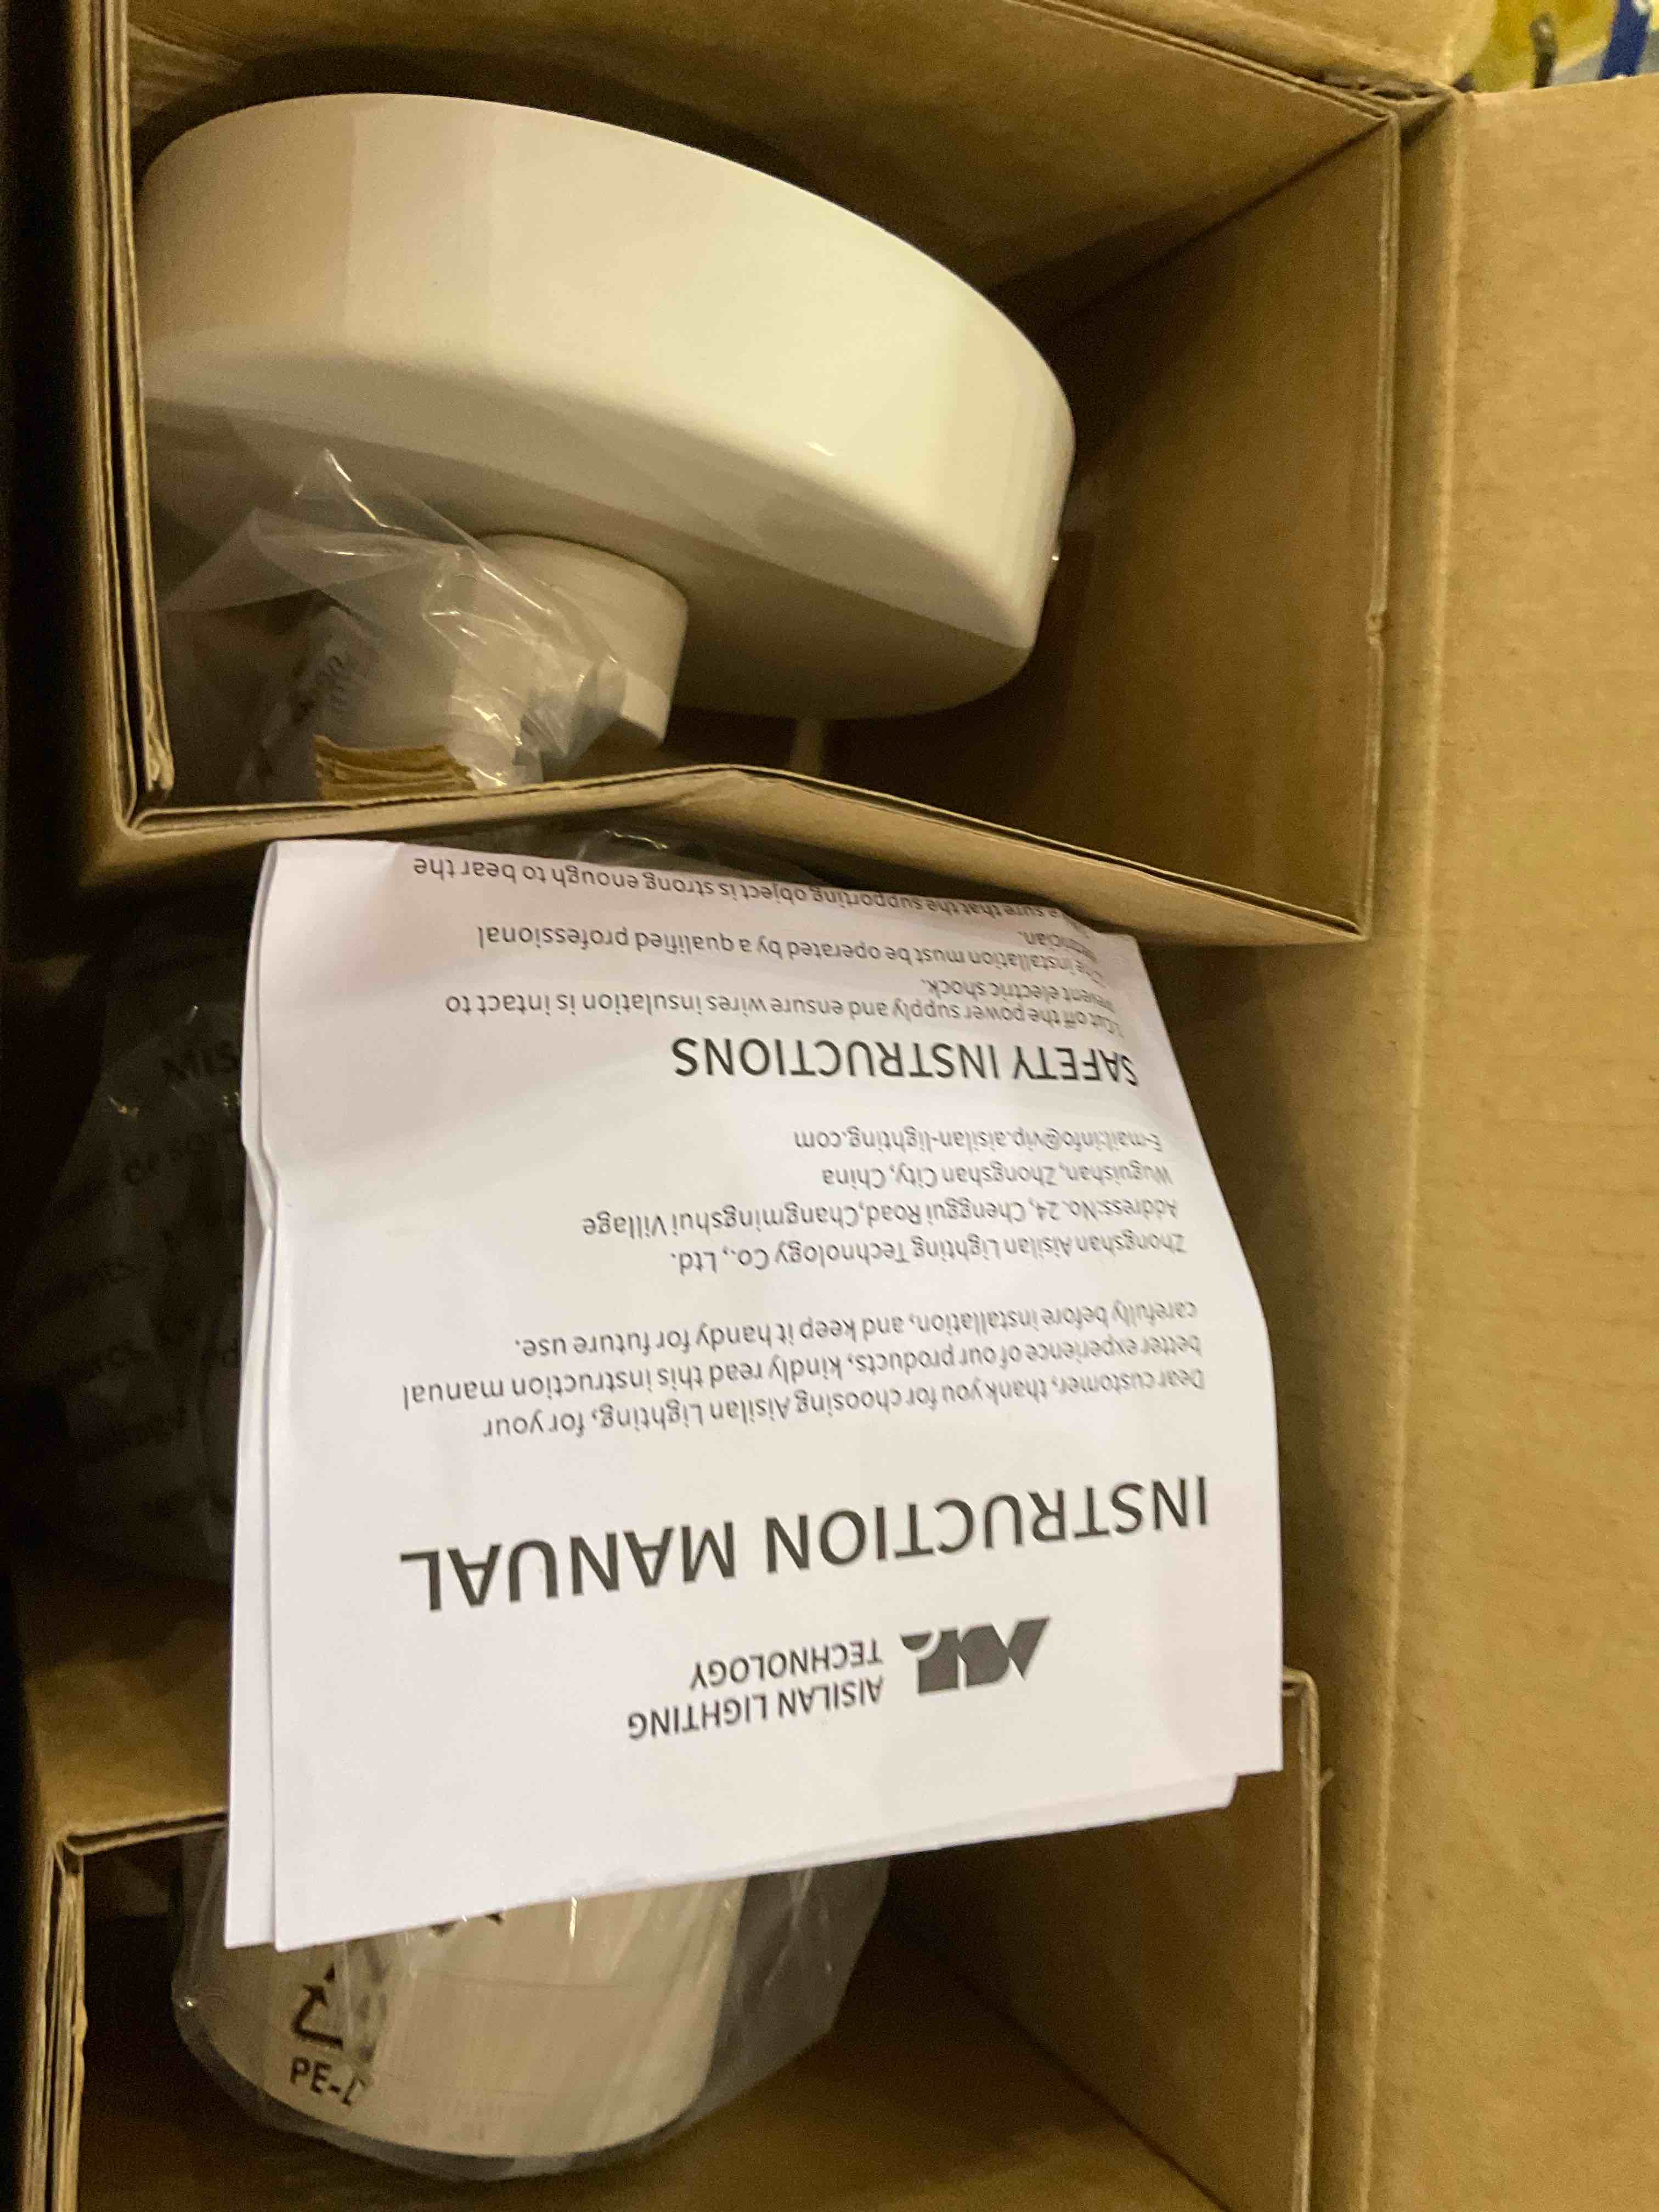 AISILAN LIGHTING
TECHNOLOGY
INSTRUCTION MANUAL
Dear customer, thank you for choosing Aisilan Lighting, for your
better experience of our products, kindly read this instruction manual
carefully before installation, and keep it handy for future use.
Zhongshan Aisilan Lighting Technology Co., Ltd.
Address:No. 24, Chenggui Road,Changmingshui Village
Wuguishan, Zhongshan City, China
E-mail:info@vip.aisilan-lighting.com
SAFETY INSTRUCTIONS
Cut off the power supply and ensure wires insulation is intact to
electric shock.
installation must be operated by a qualified professional
sure that the supporting object is strong enough to bear the
MIS
PE-